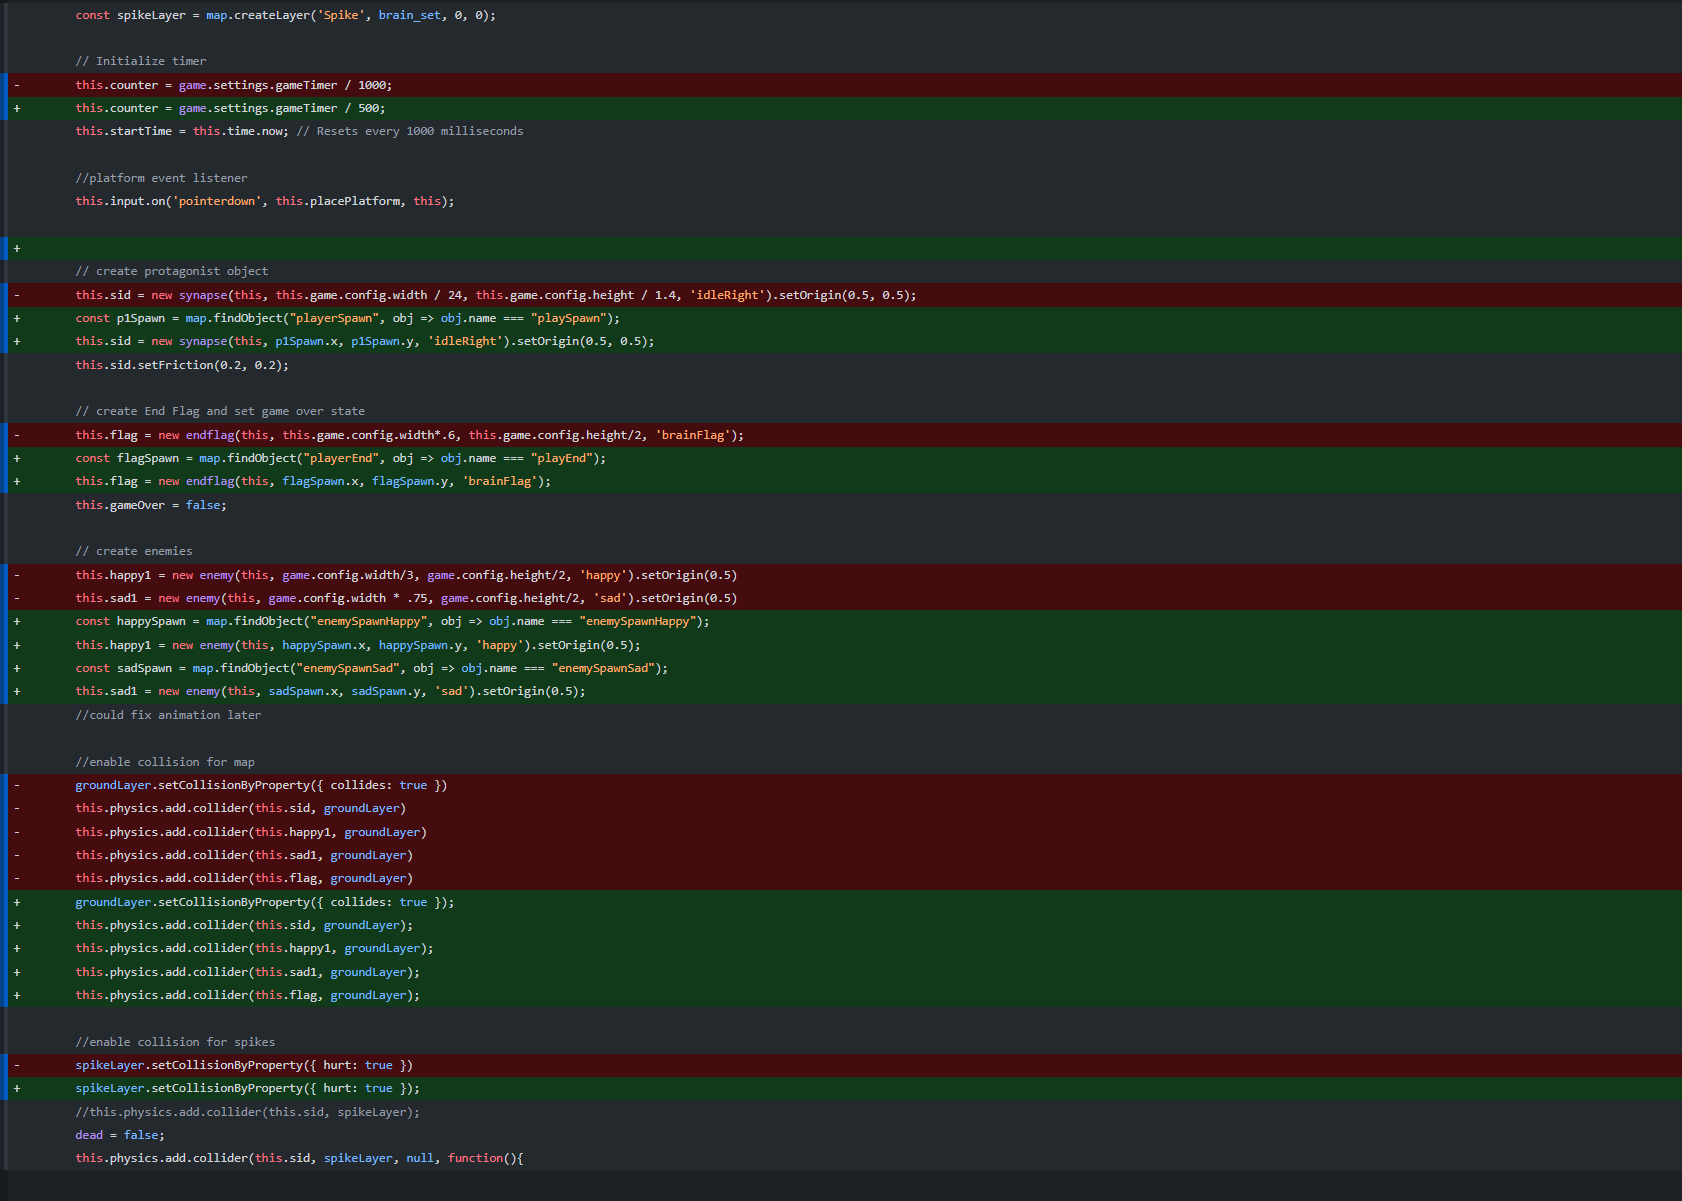 const spikeLayer = map.createLayer('Spike', brain_set, 0, 0);
// Initialize timer
- this.counter = game.settings.gameTimer / 1000;
+ this.counter = game.settings.gameTimer / 500;
this.startTime = this.time.now; // Resets every 1000 milliseconds
//platform event listener
this.input.on('pointerdown', this.placePlatform, this);
+
// create protagonist object
- this.sid = new synapse(this, this.game.config.width / 24, this.game.config.height / 1.4, 'idleRight').setOrigin(0.5, 0.5);
+ const p1Spawn = map.findObject("playerSpawn", obj => obj.name === "playSpawn");
+ this.sid = new synapse(this, p1Spawn.x, p1Spawn.y, 'idleRight').setOrigin(0.5, 0.5);
this.sid.setFriction(0.2, 0.2);
// create End Flag and set game over state
- this.flag = new endflag(this, this.game.config.width*.6, this.game.config.height/2, 'brainFlag');
+ const flagSpawn = map.findObject("playerEnd", obj => obj.name === "playEnd");
+ this.flag = new endflag(this, flagSpawn.x, flagSpawn.y, 'brainFlag');
this.gameOver = false;
// create enemies
- this.happy1 = new enemy(this, game.config.width/3, game.config.height/2, 'happy').setOrigin(0.5)
- this.sad1 = new enemy(this, game.config.width * .75, game.config.height/2, 'sad').setOrigin(0.5)
+ const happySpawn = map.findObject("enemySpawnHappy", obj => obj.name === "enemySpawnHappy");
+ this.happy1 = new enemy(this, happySpawn.x, happySpawn.y, 'happy').setOrigin(0.5);
+ const sadSpawn = map.findObject("enemySpawnSad", obj => obj.name === "enemySpawnSad");
+ this.sad1 = new enemy(this, sadSpawn.x, sadSpawn.y, 'sad').setOrigin(0.5);
//could fix animation later
//enable collision for map
- groundLayer.setCollisionByProperty({ collides: true })
- this.physics.add.collider(this.sid, groundLayer)
- this.physics.add.collider(this.happy1, groundLayer)
- this.physics.add.collider(this.sad1, groundLayer)
- this.physics.add.collider(this.flag, groundLayer)
+ groundLayer.setCollisionByProperty({ collides: true });
+ this.physics.add.collider(this.sid, groundLayer);
+ this.physics.add.collider(this.happy1, groundLayer);
+ this.physics.add.collider(this.sad1, groundLayer);
+ this.physics.add.collider(this.flag, groundLayer);
//enable collision for spikes
- spikeLayer.setCollisionByProperty({ hurt: true })
+ spikeLayer.setCollisionByProperty({ hurt: true });
//this.physics.add.collider(this.sid, spikeLayer);
dead = false;
this.physics.add.collider(this.sid, spikeLayer, null, function(){